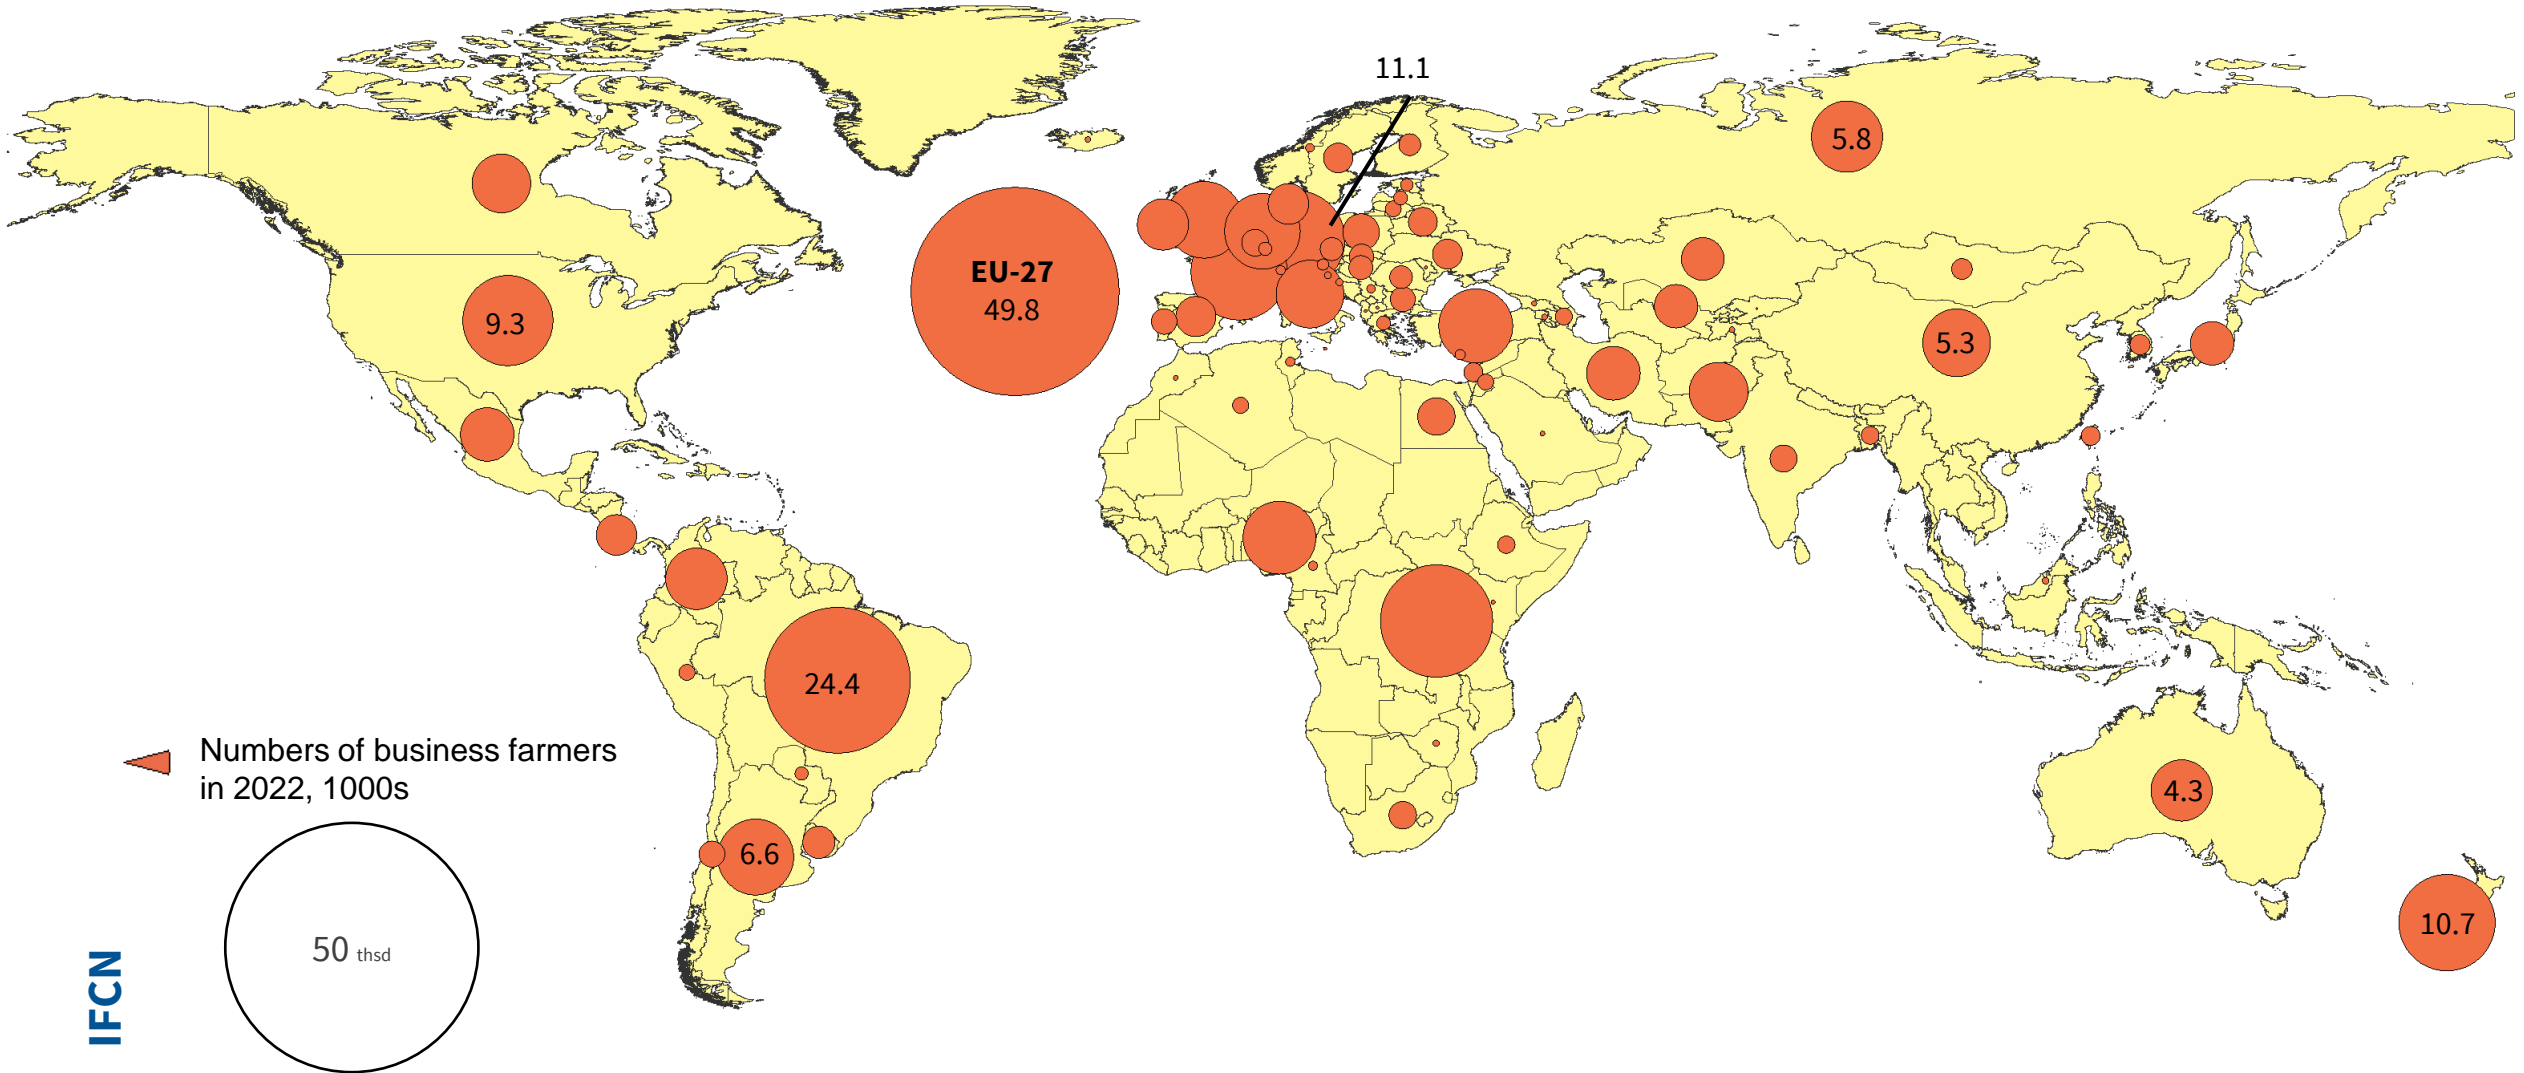 11.1
5.8
EU-27
49.8
9.3
5.3
24.4
Numbers of business farmers
in 2022, 1000s
4.3
6.6
10.7
50 thsd
IFCN